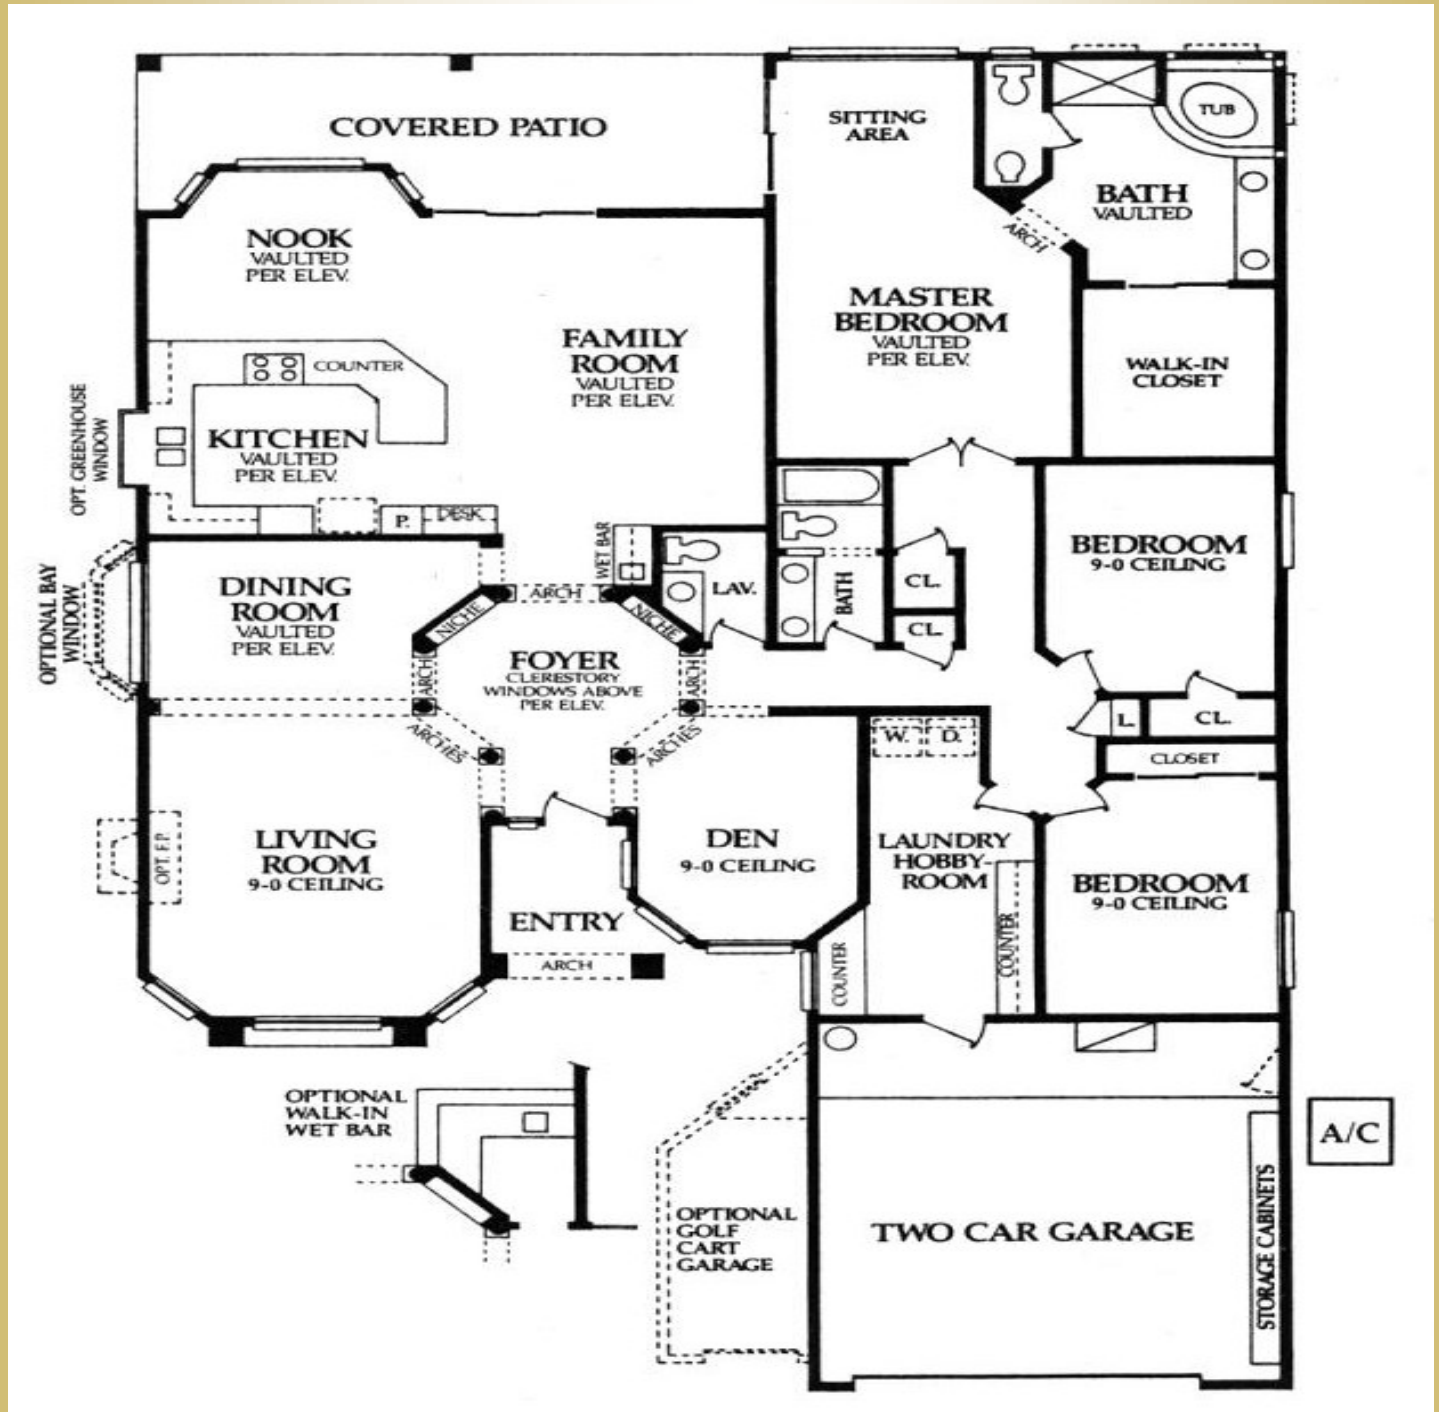 COVERED PATIO
SITTING
AREA
TUB
BATH
VAULTED
ARCH
NOOK
VAULTED
PER ELEV.
MASTER
BEDROOM
VAULTED
PER ELEV.
FAMILY
ROOM
VAULTED
PER ELEV.
COUNTER
WALK-IN
CLOSET
OPT. GREENHOUSE
WINDOW
KITCHEN
VAULTED
PER ELEV.
P.
DESK
WET BAR
LAV.
BATH
CL.
CL.
BEDROOM
9-0 CEILING
OPTIONAL BAY
WINDOW
DINING
ROOM
VAULTED
PER ELEV.
ARCH
NICHE
NICHE
FOYER
CLERESTORY
WINDOWS ABOVE
PER ELEV.
ARCH
ARCH
ARCHES
ARCHES
W.
D.
L.
CL.
CLOSET
OPT. F.P.
LIVING
ROOM
9-0 CEILING
DEN
9-0 CEILING
LAUNDRY
HOBBY-
ROOM
BEDROOM
9-0 CEILING
ENTRY
ARCH
COUNTER
COUNTER
OPTIONAL
WALK-IN
WET BAR
A/C
OPTIONAL
GOLF
CART
GARAGE
TWO CAR GARAGE
STORAGE CABINETS